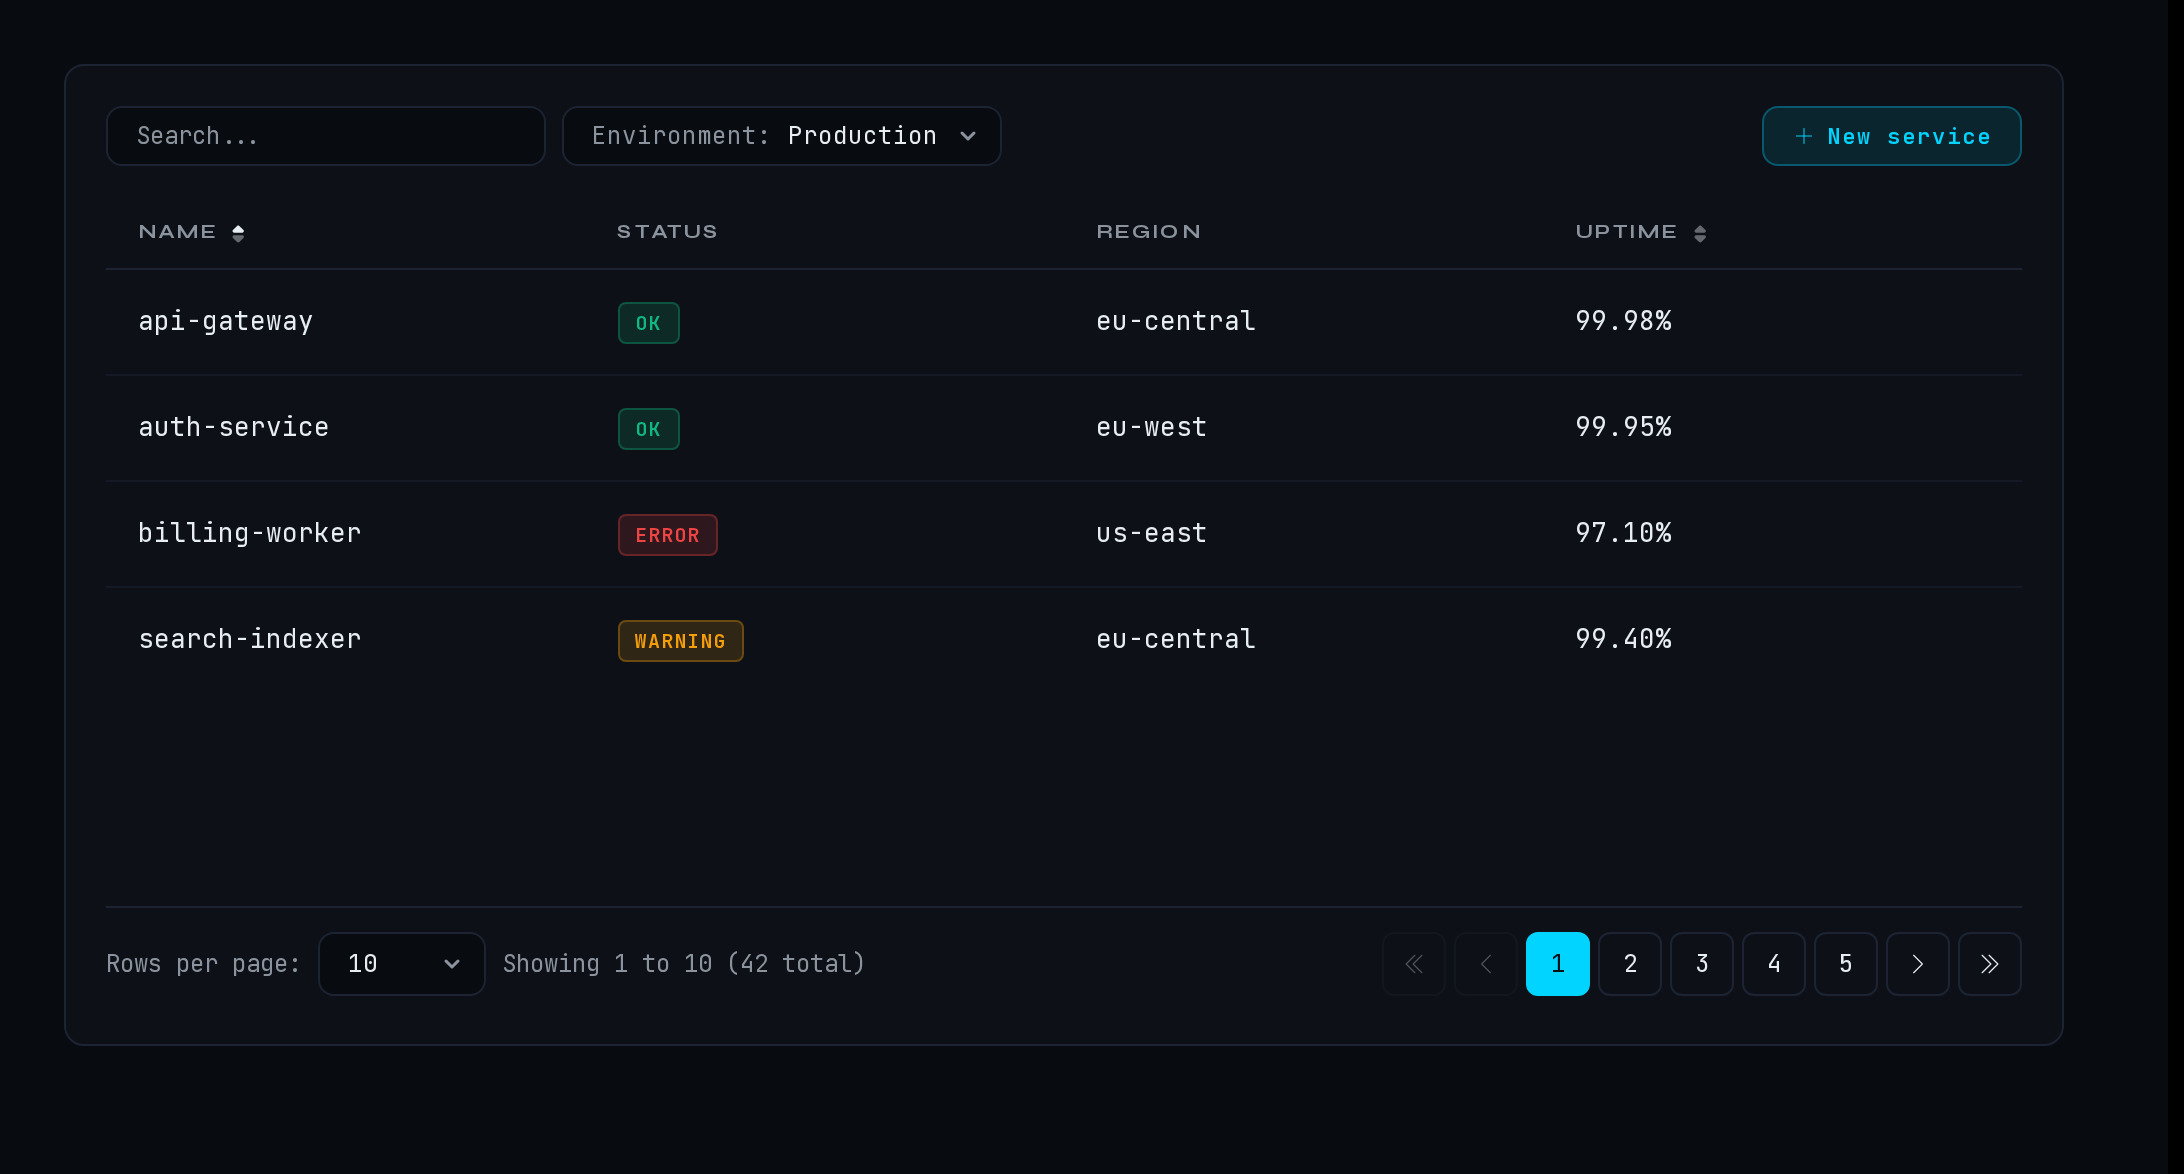 Search...
Environment: Production
+ New service
NAME STATUS REGION UPTIME
api-gateway OK eu-central 99.98%
auth-service OK eu-west 99.95%
billing-worker ERROR us-east 97.10%
search-indexer WARNING eu-central 99.40%
Rows per page: 10 Showing 1 to 10 (42 total) « ‹ 1 2 3 4 5 › »